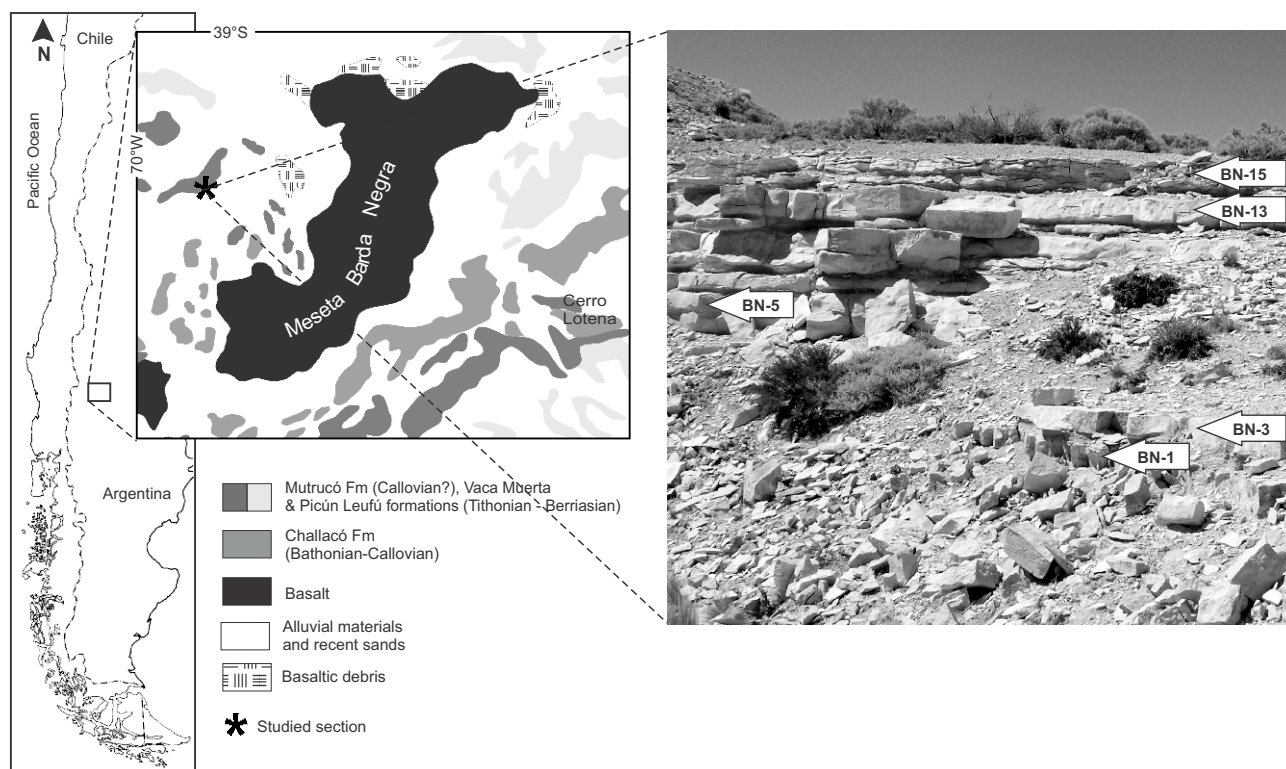 N
Chile
Pacific Ocean
Argentina
39°S
70°W
Meseta Barda Negra
Cerro
Lotena
BN-15
BN-13
BN-5
BN-3
BN-1
Mutrucó Fm (Callovian?), Vaca Muerta
& Picún Leufú formations (Tithonian - Berriasian)
Challacó Fm
(Bathonian-Callovian)
Basalt
Alluvial materials
and recent sands
Basaltic debris
Studied section